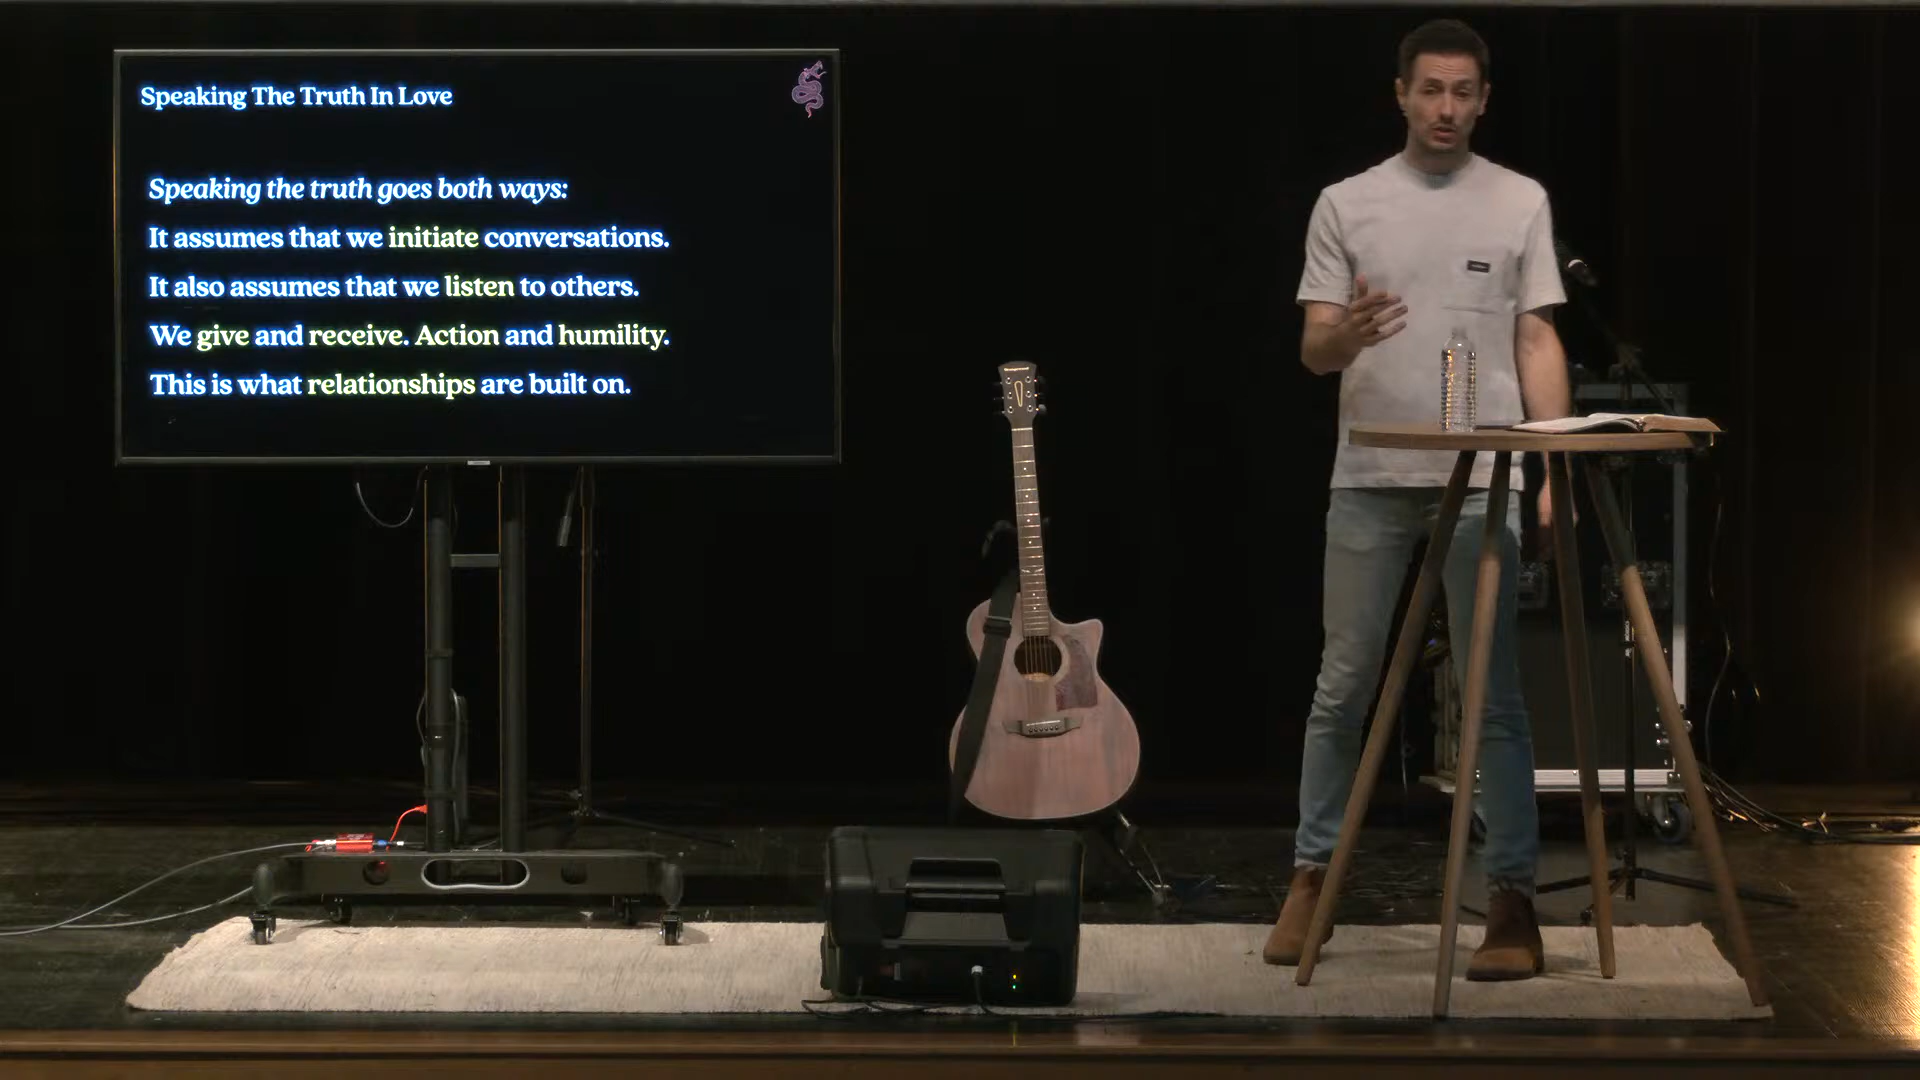 Speaking The Truth In Love
Speaking the truth goes both ways:
It assumes that we initiate conversations.
It also assumes that we listen to others.
We give and receive. Action and humility.
This is what relationships are built on.